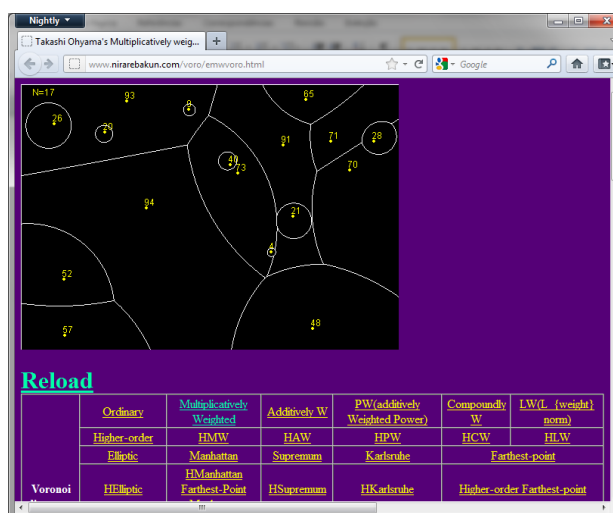 Nightly
Takashi Ohyama's Multiplicatively weig...
www.nirarebakun.com/voro/emwvoro.html
Google
N=17
93
65
9
26
20
91
71
28
40
73
70
94
21
4
52
57
48
Reload
Ordinary
Multiplicatively
Weighted
Additively W
PW(additively
Weighted Power)
Compoundly
W
LW(L_{weight}
norm)
Higher-order
HMW
HAW
HPW
HCW
HLW
Elliptic
Manhattan
Supremum
Karlsruhe
Farthest-point
Voronoi
HElliptic
HManhattan
Farthest-Point
HSupremum
HKarlsruhe
Higher-order Farthest-point